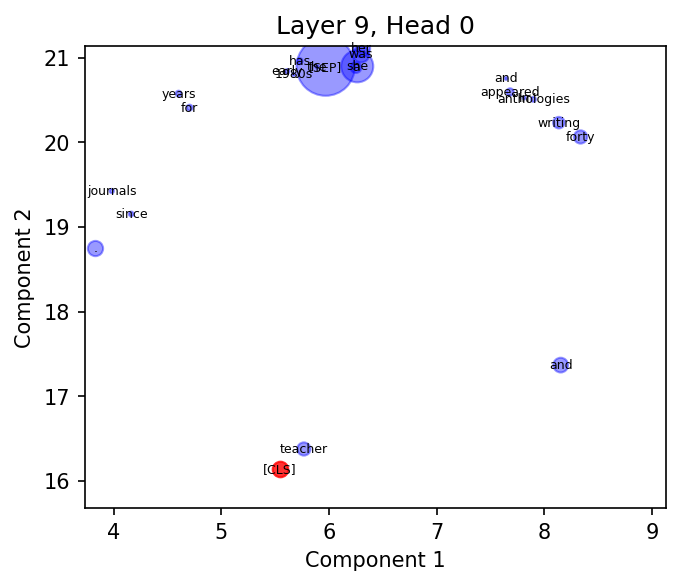 Layer 9, Head 0
Component 2
21
20
19
18
17
16
has
early
1980s
the
[SEP]
her
was
she
a
and
appeared
anthologies
writing
forty
years
for
journals
since
and
teacher
[CLS]
4 5 6 7 8 9
Component 1